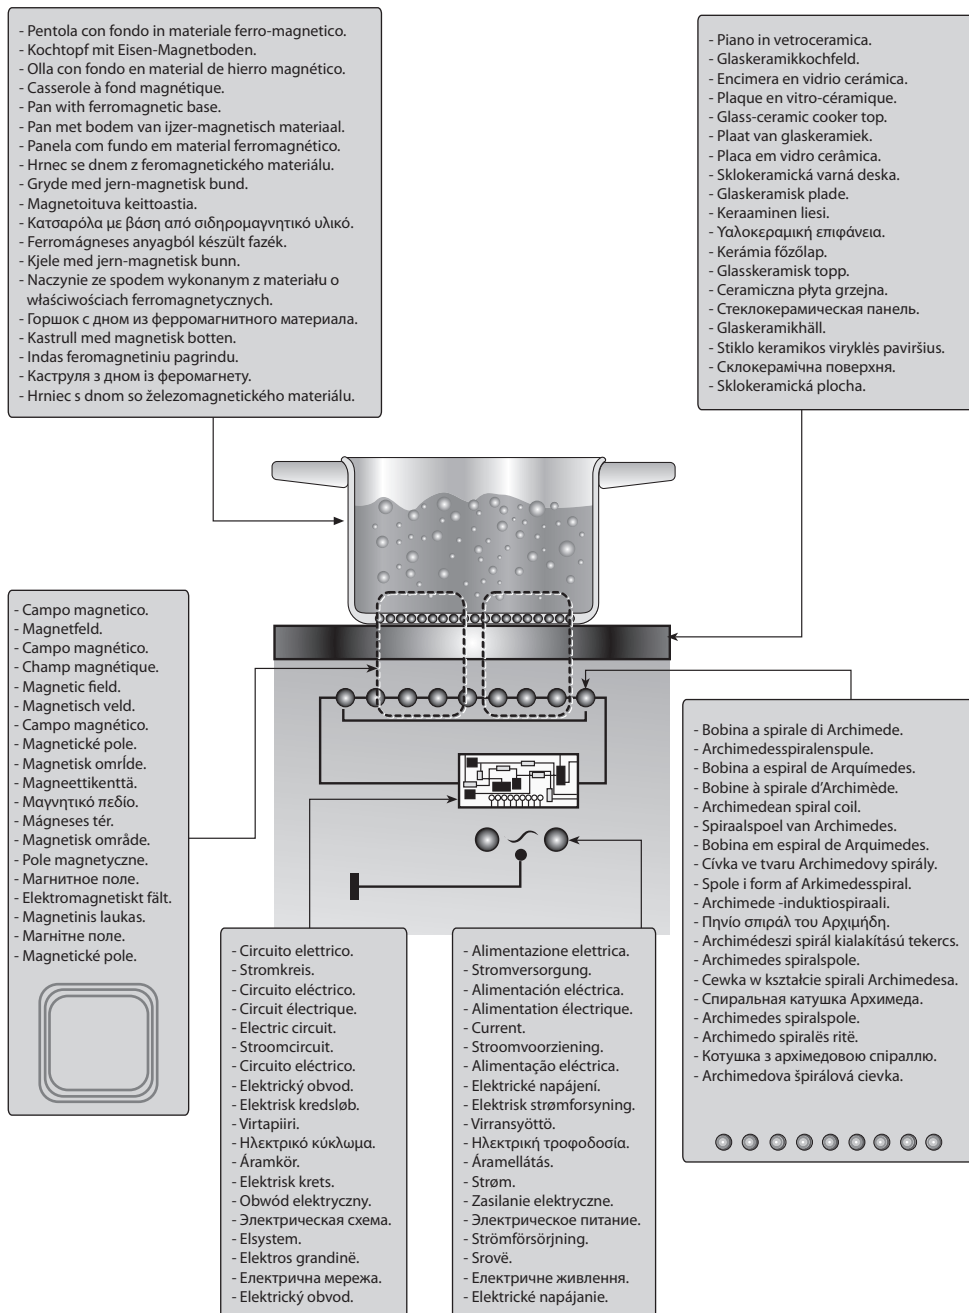 - Pentola con fondo in materiale ferro-magnetico.
- Kochtopf mit Eisen-Magnetboden.
- Olla con fondo en material de hierro magnético.
- Casserole à fond magnétique.
- Pan with ferromagnetic base.
- Pan met bodem van ijzer-magnetisch materiaal.
- Panela com fundo em material ferromagnético.
- Hrnec se dnem z feromagnetického materiálu.
- Gryde med jern-magnetisk bund.
- Magnetoituva keittoastia.
- Κατσαρόλα με βάση από σιδηρομαγνητικό υλικό.
- Ferromágneses anyagból készült fazék.
- Kjele med jern-magnetisk bunn.
- Naczynie ze spodem wykonanym z materiału o
właściwościach ferromagnetycznych.
- Горшок с дном из ферромагнитного материала.
- Kastrull med magnetisk botten.
- Indas feromagnetiniu pagrindu.
- Каструля з дном із феромагнету.
- Hrniec s dnom so železomagnetického materiálu.
- Piano in vetroceramica.
- Glaskeramikkochfeld.
- Encimera en vidrio cerámica.
- Plaque en vitro-céramique.
- Glass-ceramic cooker top.
- Plaat van glaskeramiek.
- Placa em vidro cerâmica.
- Sklokeramická varná deska.
- Glaskeramisk plade.
- Keraaminen liesi.
- Υαλοκεραμική επιφάνεια.
- Kerámia főzőlap.
- Glasskeramisk topp.
- Ceramiczna płyta grzejna.
- Стеклокерамическая панель.
- Glaskeramikhäll.
- Stiklo keramikos viryklės paviršius.
- Склокерамічна поверхня.
- Sklokeramická plocha.
- Campo magnetico.
- Magnetfeld.
- Campo magnético.
- Champ magnétique.
- Magnetic field.
- Magnetisch veld.
- Campo magnético.
- Magnetické pole.
- Magnetisk omrÍde.
- Magneettikenttä.
- Μαγνητικό πεδίο.
- Mágneses tér.
- Magnetisk område.
- Pole magnetyczne.
- Магнитное поле.
- Elektromagnetiskt fält.
- Magnetinis laukas.
- Магнітне поле.
- Magnetické pole.
- Bobina a spirale di Archimede.
- Archimedesspiralenspule.
- Bobina a espiral de Arquímedes.
- Bobine à spirale d'Archimède.
- Archimedean spiral coil.
- Spiraalspoel van Archimedes.
- Bobina em espiral de Arquimedes.
- Cívka ve tvaru Archimedovy spirály.
- Spole i form af Arkimedesspiral.
- Archimede -induktiospiraali.
- Πηνίο σπιράλ του Αρχιμήδη.
- Archimédeszi spirál kialakítású tekercs.
- Archimedes spiralspole.
- Cewka w kształcie spirali Archimedesa.
- Спиральная катушка Архимеда.
- Archimedes spiralspole.
- Archimedo spiralės ritė.
- Котушка з архімедовою спіраллю.
- Archimedova špirálová cievka.
- Circuito elettrico.
- Stromkreis.
- Circuito eléctrico.
- Circuit électrique.
- Electric circuit.
- Stroomcircuit.
- Circuito eléctrico.
- Elektrický obvod.
- Elektrisk kredsløb.
- Virtapiiri.
- Ηλεκτρικό κύκλωμα.
- Áramkör.
- Elektrisk krets.
- Obwód elektryczny.
- Электрическая схема.
- Elsystem.
- Elektros grandinė.
- Електрична мережа.
- Elektrický obvod.
- Alimentazione elettrica.
- Stromversorgung.
- Alimentación eléctrica.
- Alimentation électrique.
- Current.
- Stroomvoorziening.
- Alimentação eléctrica.
- Elektrické napájení.
- Elektrisk strømforsyning.
- Virransyöttö.
- Ηλεκτρική τροφοδοσία.
- Áramellátás.
- Strøm.
- Zasilanie elektryczne.
- Электрическое питание.
- Strömförsörjning.
- Srovė.
- Електричне живлення.
- Elektrické napájanie.